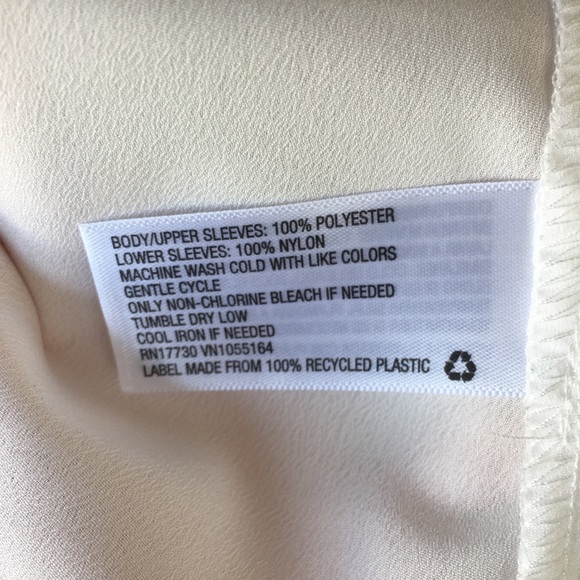 BODY/UPPER SLEEVES: 100% POLYESTER
LOWER SLEEVES: 100% NYLON
MACHINE WASH COLD WITH LIKE COLORS
GENTLE CYCLE
ONLY NON-CHLORINE BLEACH IF NEEDED
TUMBLE DRY LOW
COOL IRON IF NEEDED
RN17730 VN1055164
LABEL MADE FROM 100% RECYCLED PLASTIC